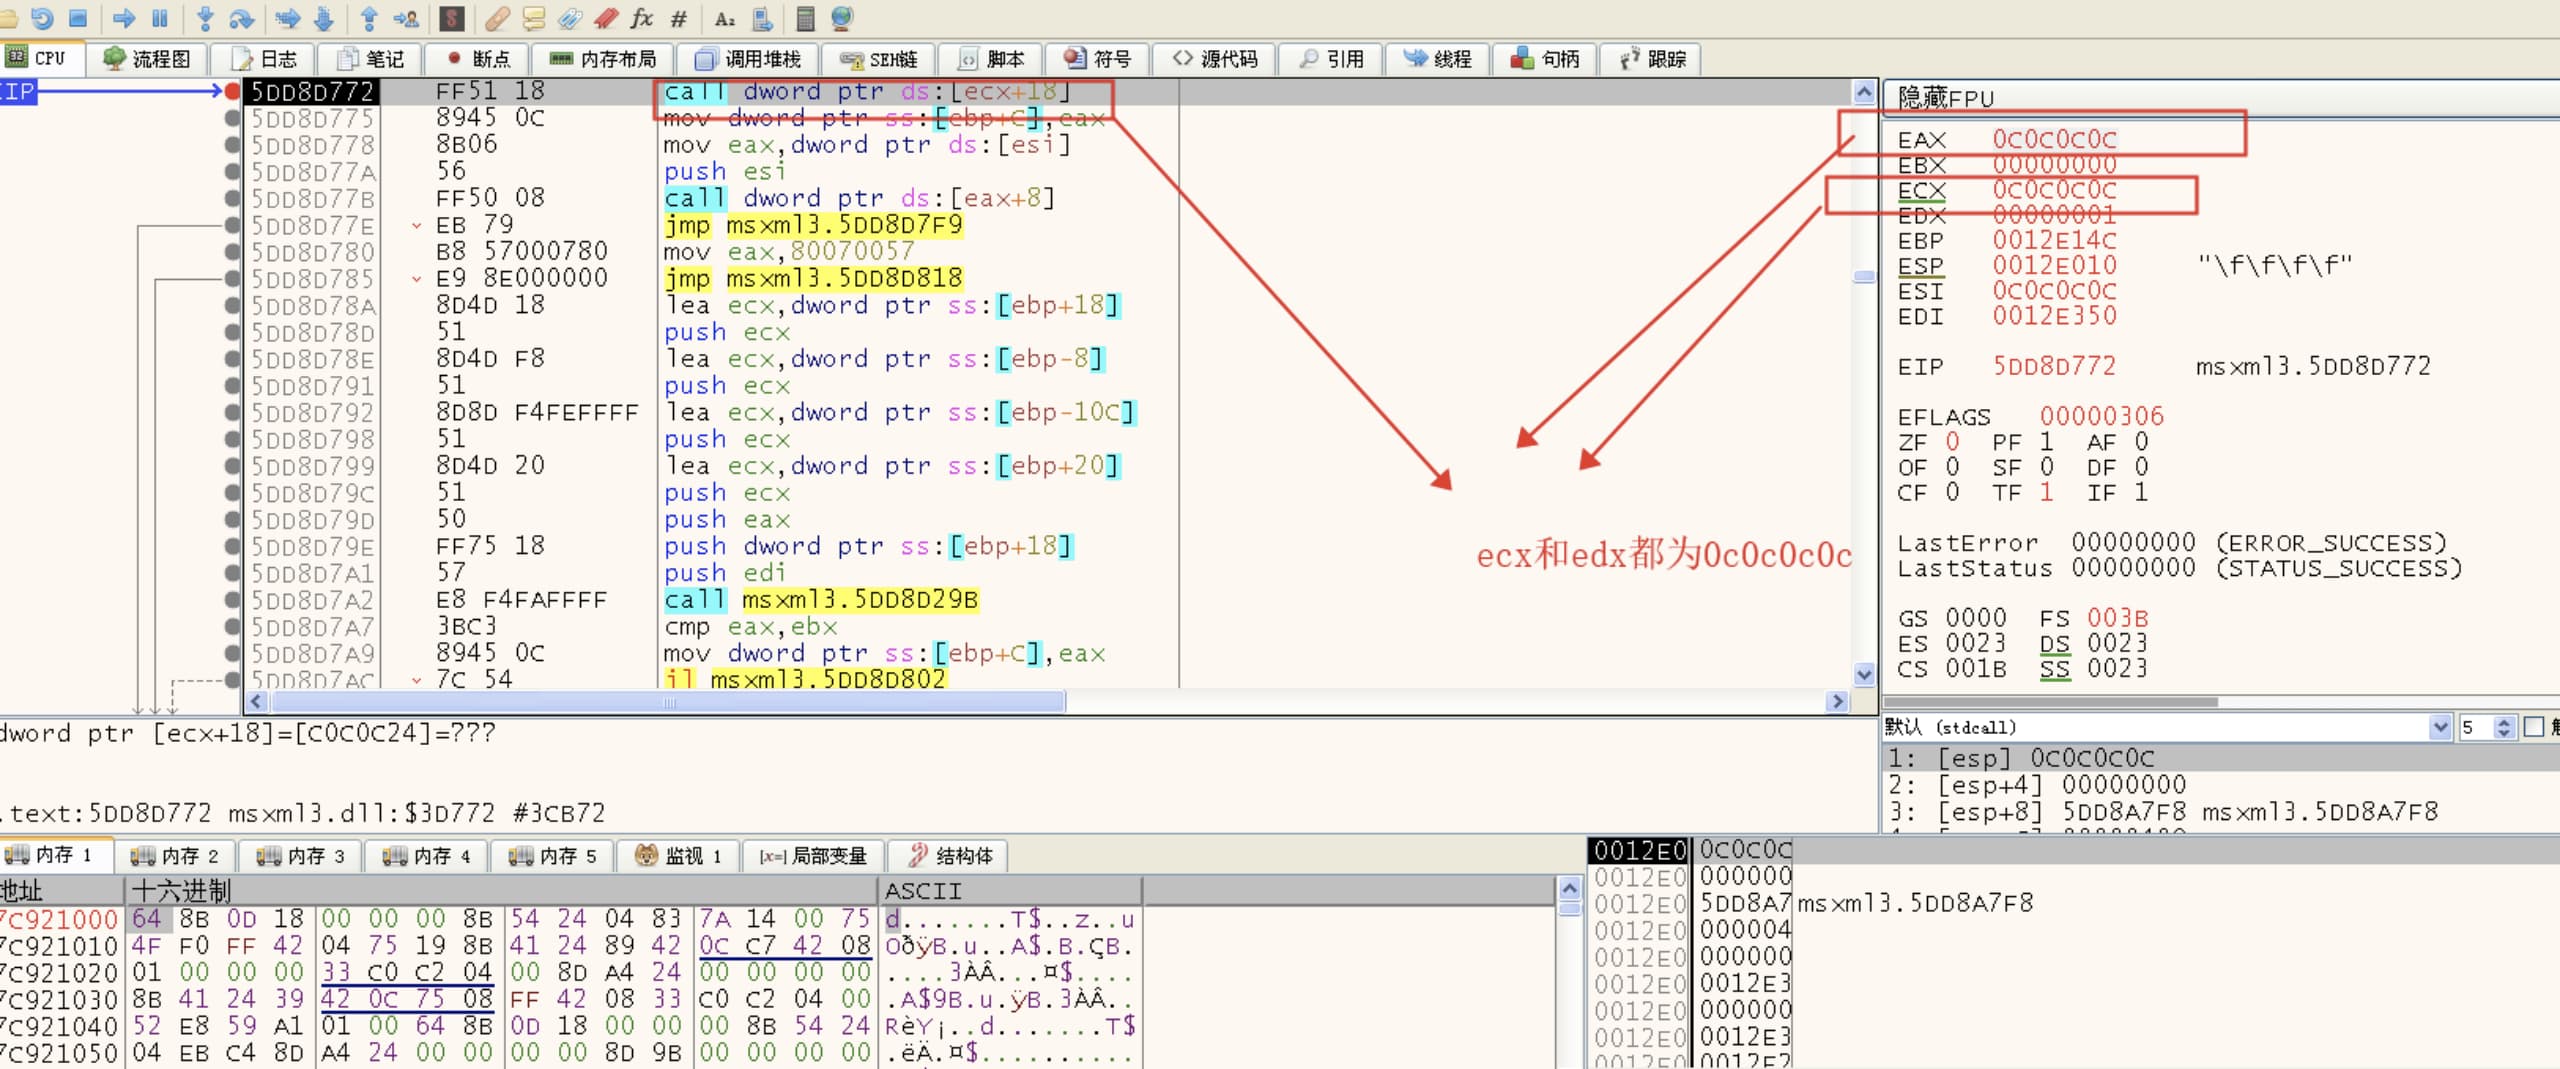 fx # A₂
CPU 流程图 日志 笔记 断点 内存布局 调用堆栈 SEH链 脚本 符号 源代码 引用 线程 句柄 跟踪
5DD8D772 FF51 18 call dword ptr ds:[ecx+18]
5DD8D775 8945 0C mov dword ptr ss:[ebp+C],eax
5DD8D778 8B06 mov eax,dword ptr ds:[esi]
5DD8D77A 56 push esi
5DD8D77B FF50 08 call dword ptr ds:[eax+8]
5DD8D77E EB 79 jmp msxml3.5DD8D7F9
5DD8D780 B8 57000780 mov eax,80070057
5DD8D785 E9 8E000000 jmp msxml3.5DD8D818
5DD8D78A 8D4D 18 lea ecx,dword ptr ss:[ebp+18]
5DD8D78D 51 push ecx
5DD8D78E 8D4D F8 lea ecx,dword ptr ss:[ebp-8]
5DD8D791 51 push ecx
5DD8D792 8D8D F4FEFFFF lea ecx,dword ptr ss:[ebp-10C]
5DD8D798 51 push ecx
5DD8D799 8D4D 20 lea ecx,dword ptr ss:[ebp+20]
5DD8D79C 51 push ecx
5DD8D79D 50 push eax
5DD8D79E FF75 18 push dword ptr ss:[ebp+18]
5DD8D7A1 57 push edi
5DD8D7A2 E8 F4FAFFFF call msxml3.5DD8D29B
5DD8D7A7 3BC3 cmp eax,ebx
5DD8D7A9 8945 0C mov dword ptr ss:[ebp+C],eax
5DD8D7AC 7C 54 jl msxml3.5DD8D802
ecx和edx都为0c0c0c0c
隐藏FPU
EAX 0C0C0C0C
EBX 00000000
ECX 0C0C0C0C
EDX 00000001
EBP 0012E14C
ESP 0012E010 "\f\f\f\f"
ESI 0C0C0C0C
EDI 0012E350
EIP 5DD8D772 msxml3.5DD8D772
EFLAGS 00000306
ZF 0 PF 1 AF 0
OF 0 SF 0 DF 0
CF 0 TF 1 IF 1
LastError 00000000 (ERROR_SUCCESS)
LastStatus 00000000 (STATUS_SUCCESS)
GS 0000 FS 003B
ES 0023 DS 0023
CS 001B SS 0023
dword ptr [ecx+18]=[C0C0C24]=???
.text:5DD8D772 msxml3.dll:$3D772 #3CB72
默认 (stdcall) 5
1: [esp] 0C0C0C0C
2: [esp+4] 00000000
3: [esp+8] 5DD8A7F8 msxml3.5DD8A7F8
内存 1 内存 2 内存 3 内存 4 内存 5 监视 1 [x=] 局部变量 结构体
地址 十六进制 ASCII
7C921000 64 8B 0D 18 00 00 00 8B 54 24 04 83 7A 14 00 75 d.......T$..z..u
7C921010 4F F0 FF 42 04 75 19 8B 41 24 89 42 0C C7 42 08 OðÿB.u..A$.B.ÇB.
7C921020 01 00 00 00 33 C0 C2 04 00 8D A4 24 00 00 00 00 ....3ÀÂ...¤$....
7C921030 8B 41 24 39 42 0C 75 08 FF 42 08 33 C0 C2 04 00 .A$9B.u.ÿB.3ÀÂ..
7C921040 52 E8 59 A1 01 00 64 8B 0D 18 00 00 00 8B 54 24 RèY¡..d.......T$
7C921050 04 EB C4 8D A4 24 00 00 00 00 8D 9B 00 00 00 00 .ëÄ.¤$..........
0012E0 0C0C0C
0012E0 000000
0012E0 5DD8A7 msxml3.5DD8A7F8
0012E0 000004
0012E0 000000
0012E0 0012E3
0012E0 000000
0012E0 0012E3
0012E0 0012E2